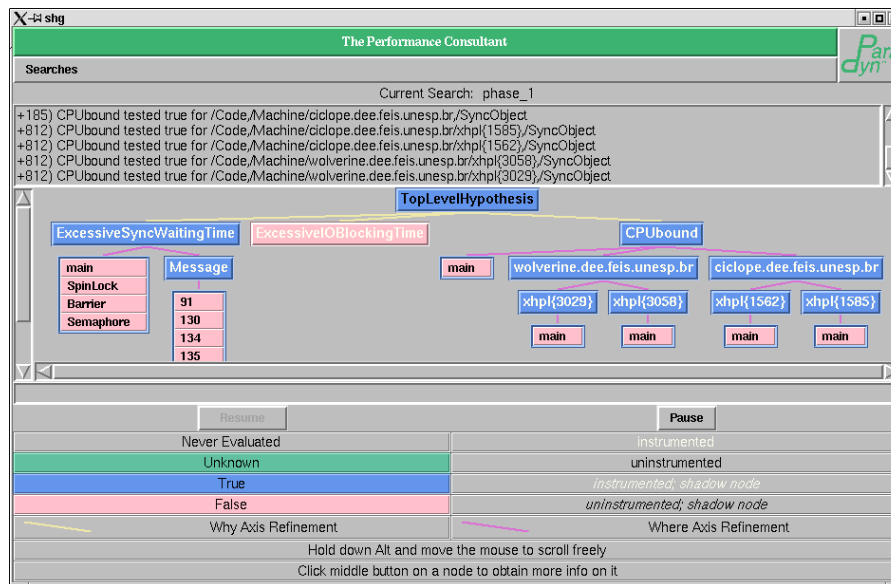 shg
The Performance Consultant
Para
dyn
Searches
Current Search: phase_1
+185) CPUbound tested true for /Code,/Machine/ciclope.dee.feis.unesp.br,/SyncObject
+812) CPUbound tested true for /Code,/Machine/ciclope.dee.feis.unesp.br/xhpl{1585},/SyncObject
+812) CPUbound tested true for /Code,/Machine/ciclope.dee.feis.unesp.br/xhpl{1562},/SyncObject
+812) CPUbound tested true for /Code,/Machine/wolverine.dee.feis.unesp.br/xhpl{3058},/SyncObject
+812) CPUbound tested true for /Code,/Machine/wolverine.dee.feis.unesp.br/xhpl{3029},/SyncObject
TopLevelHypothesis
ExcessiveSyncWaitingTime ExcessiveIOBlockingTime CPUbound
main Message main wolverine.dee.feis.unesp.br ciclope.dee.feis.unesp.br
SpinLock
Barrier 91 xhpl{3029} xhpl{3058} xhpl{1562} xhpl{1585}
Semaphore 130
134 main main main main
135
Resume Pause
Never Evaluated instrumented
Unknown uninstrumented
True instrumented; shadow node
False uninstrumented; shadow node
Why Axis Refinement Where Axis Refinement
Hold down Alt and move the mouse to scroll freely
Click middle button on a node to obtain more info on it